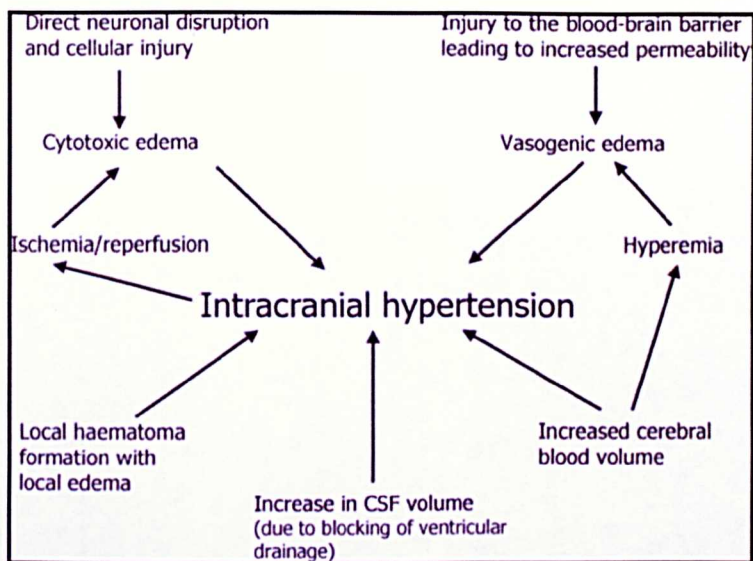 Direct neuronal disruption
and cellular injury
Injury to the blood-brain barrier
leading to increased permeability
Cytotoxic edema
Vasogenic edema
Ischemia/reperfusion
Hyperemia
Intracranial hypertension
Local haematoma
formation with
local edema
Increase in CSF volume
(due to blocking of ventricular
drainage)
Increased cerebral
blood volume